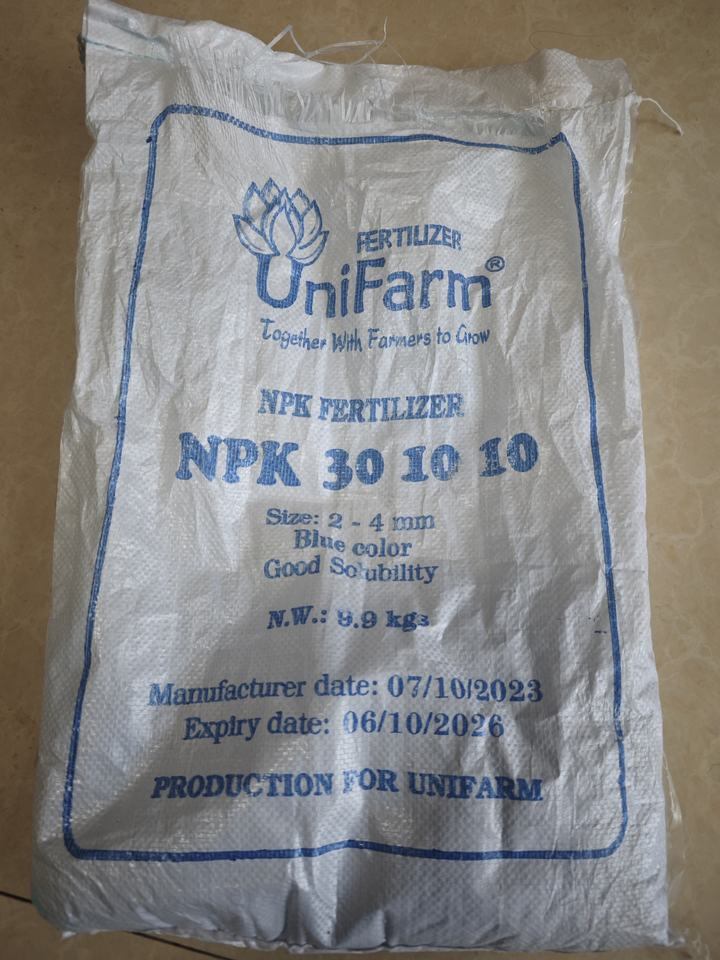 FERTILIZER
UniFarm®
Together With Farmers to Grow
NPK FERTILIZER
NPK 30 10 10
Size: 2 - 4 mm
Blue color
Good Solubility
N.W.: 9.9 kgs
Manufacturer date: 07/10/2023
Expiry date: 06/10/2026
PRODUCTION FOR UNIFARM